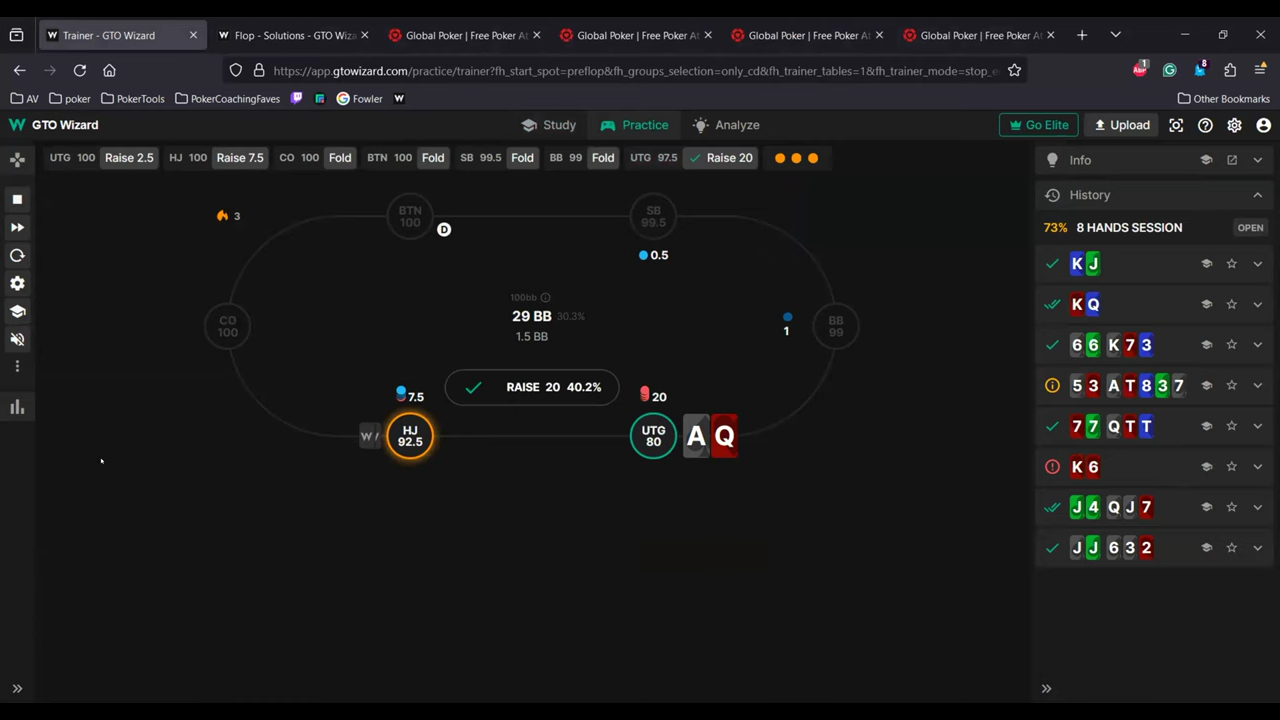 Trainer - GTO Wizard
Flop - Solutions - GTO Wiza
Global Poker | Free Poker At
Global Poker | Free Poker At
Global Poker | Free Poker At
Global Poker | Free Poker At
https://app.gtowizard.com/practice/trainer?fh_start_spot=preflop&fh_groups_selection=only_cd&fh_trainer_tables=1&fh_trainer_mode=stop_e
1
8
AV
poker
PokerTools
PokerCoachingFaves
Fowler
Other Bookmarks
GTO Wizard
Study
Practice
Analyze
Go Elite
Upload
UTG 100 Raise 2.5
HJ 100 Raise 7.5
CO 100 Fold
BTN 100 Fold
SB 99.5 Fold
BB 99 Fold
UTG 97.5 Raise 20
3
BTN
100
D
SB
99.5
0.5
CO
200
100bb
29 BB 30.3%
1.5 BB
1
BB
99
RAISE 20 40.2%
7.5
20
HJ
92.5
UTG
80
A Q
Info
History
73% 8 HANDS SESSION OPEN
K J
K Q
6 6 K 7 3
5 3 A T 8 3 7
7 7 Q T T
K 6
J 4 Q J 7
J J 6 3 2